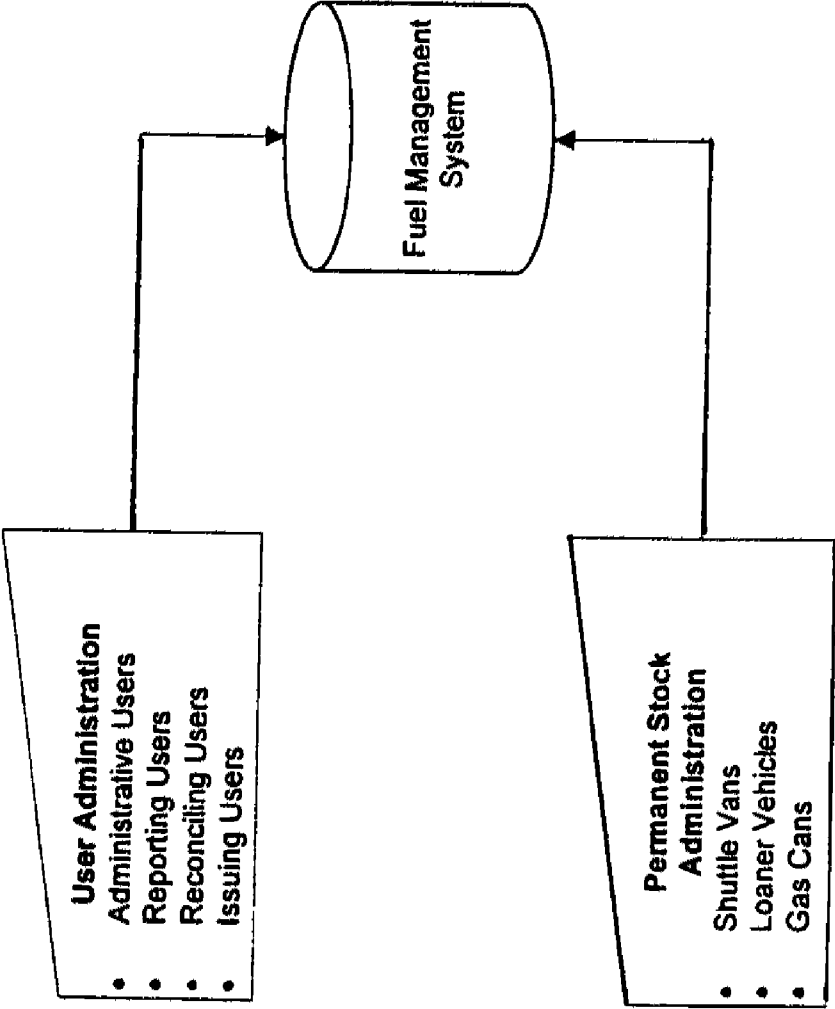 User Administration
• Administrative Users
• Reporting Users
• Reconciling Users
• Issuing Users
Permanent Stock
Administration
• Shuttle Vans
• Loaner Vehicles
• Gas Cans
Fuel Management
System